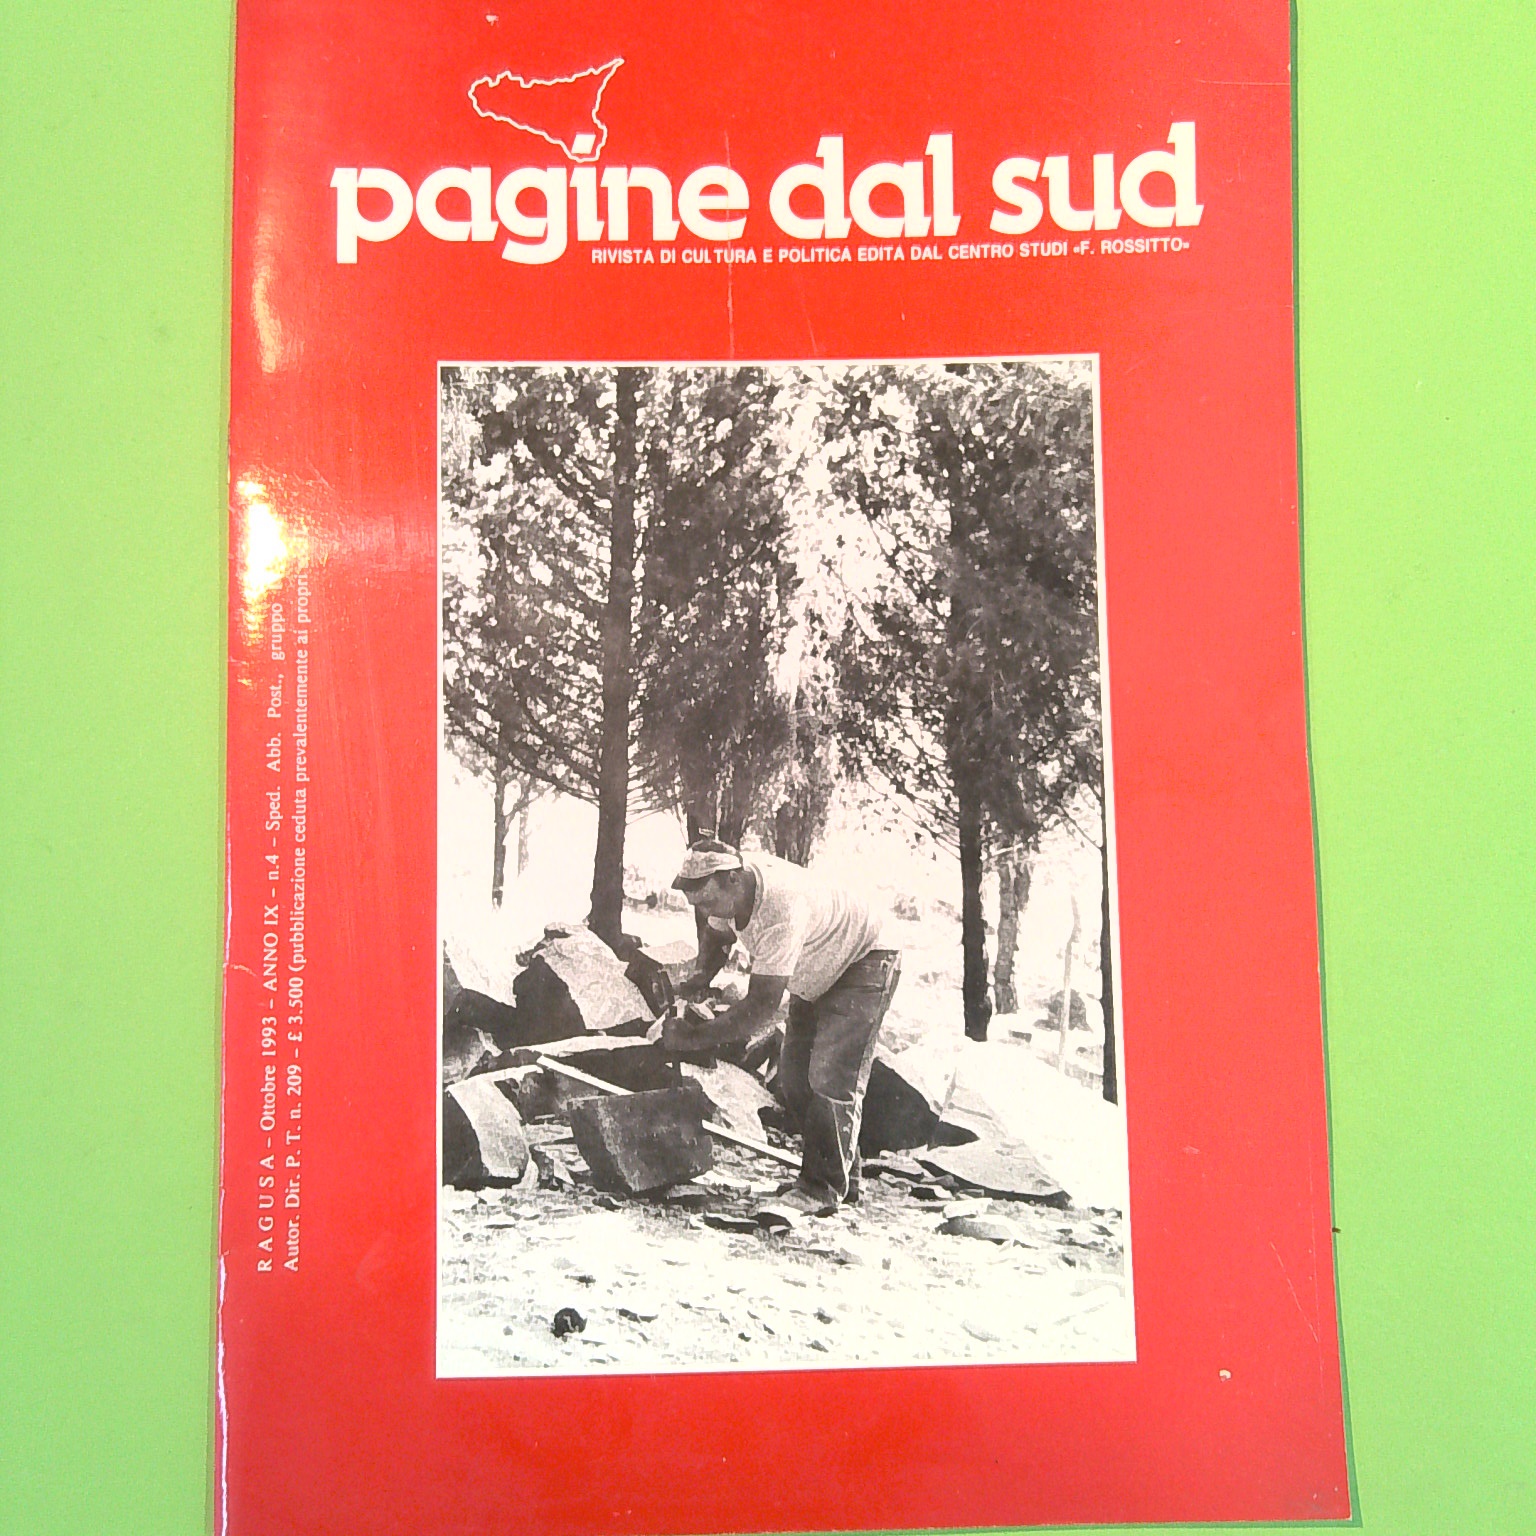 pagine dal sud
RIVISTA DI CULTURA E POLITICA EDITA DAL CENTRO STUDI «F. ROSSITTO»
RAGUSA – Ottobre 1993 – ANNO IX – n.4 – Sped. Abb. Post., gruppo
Autor. Dir. P. T. n. 209 – £ 3.500 (pubblicazione ceduta prevalentemente ai propri